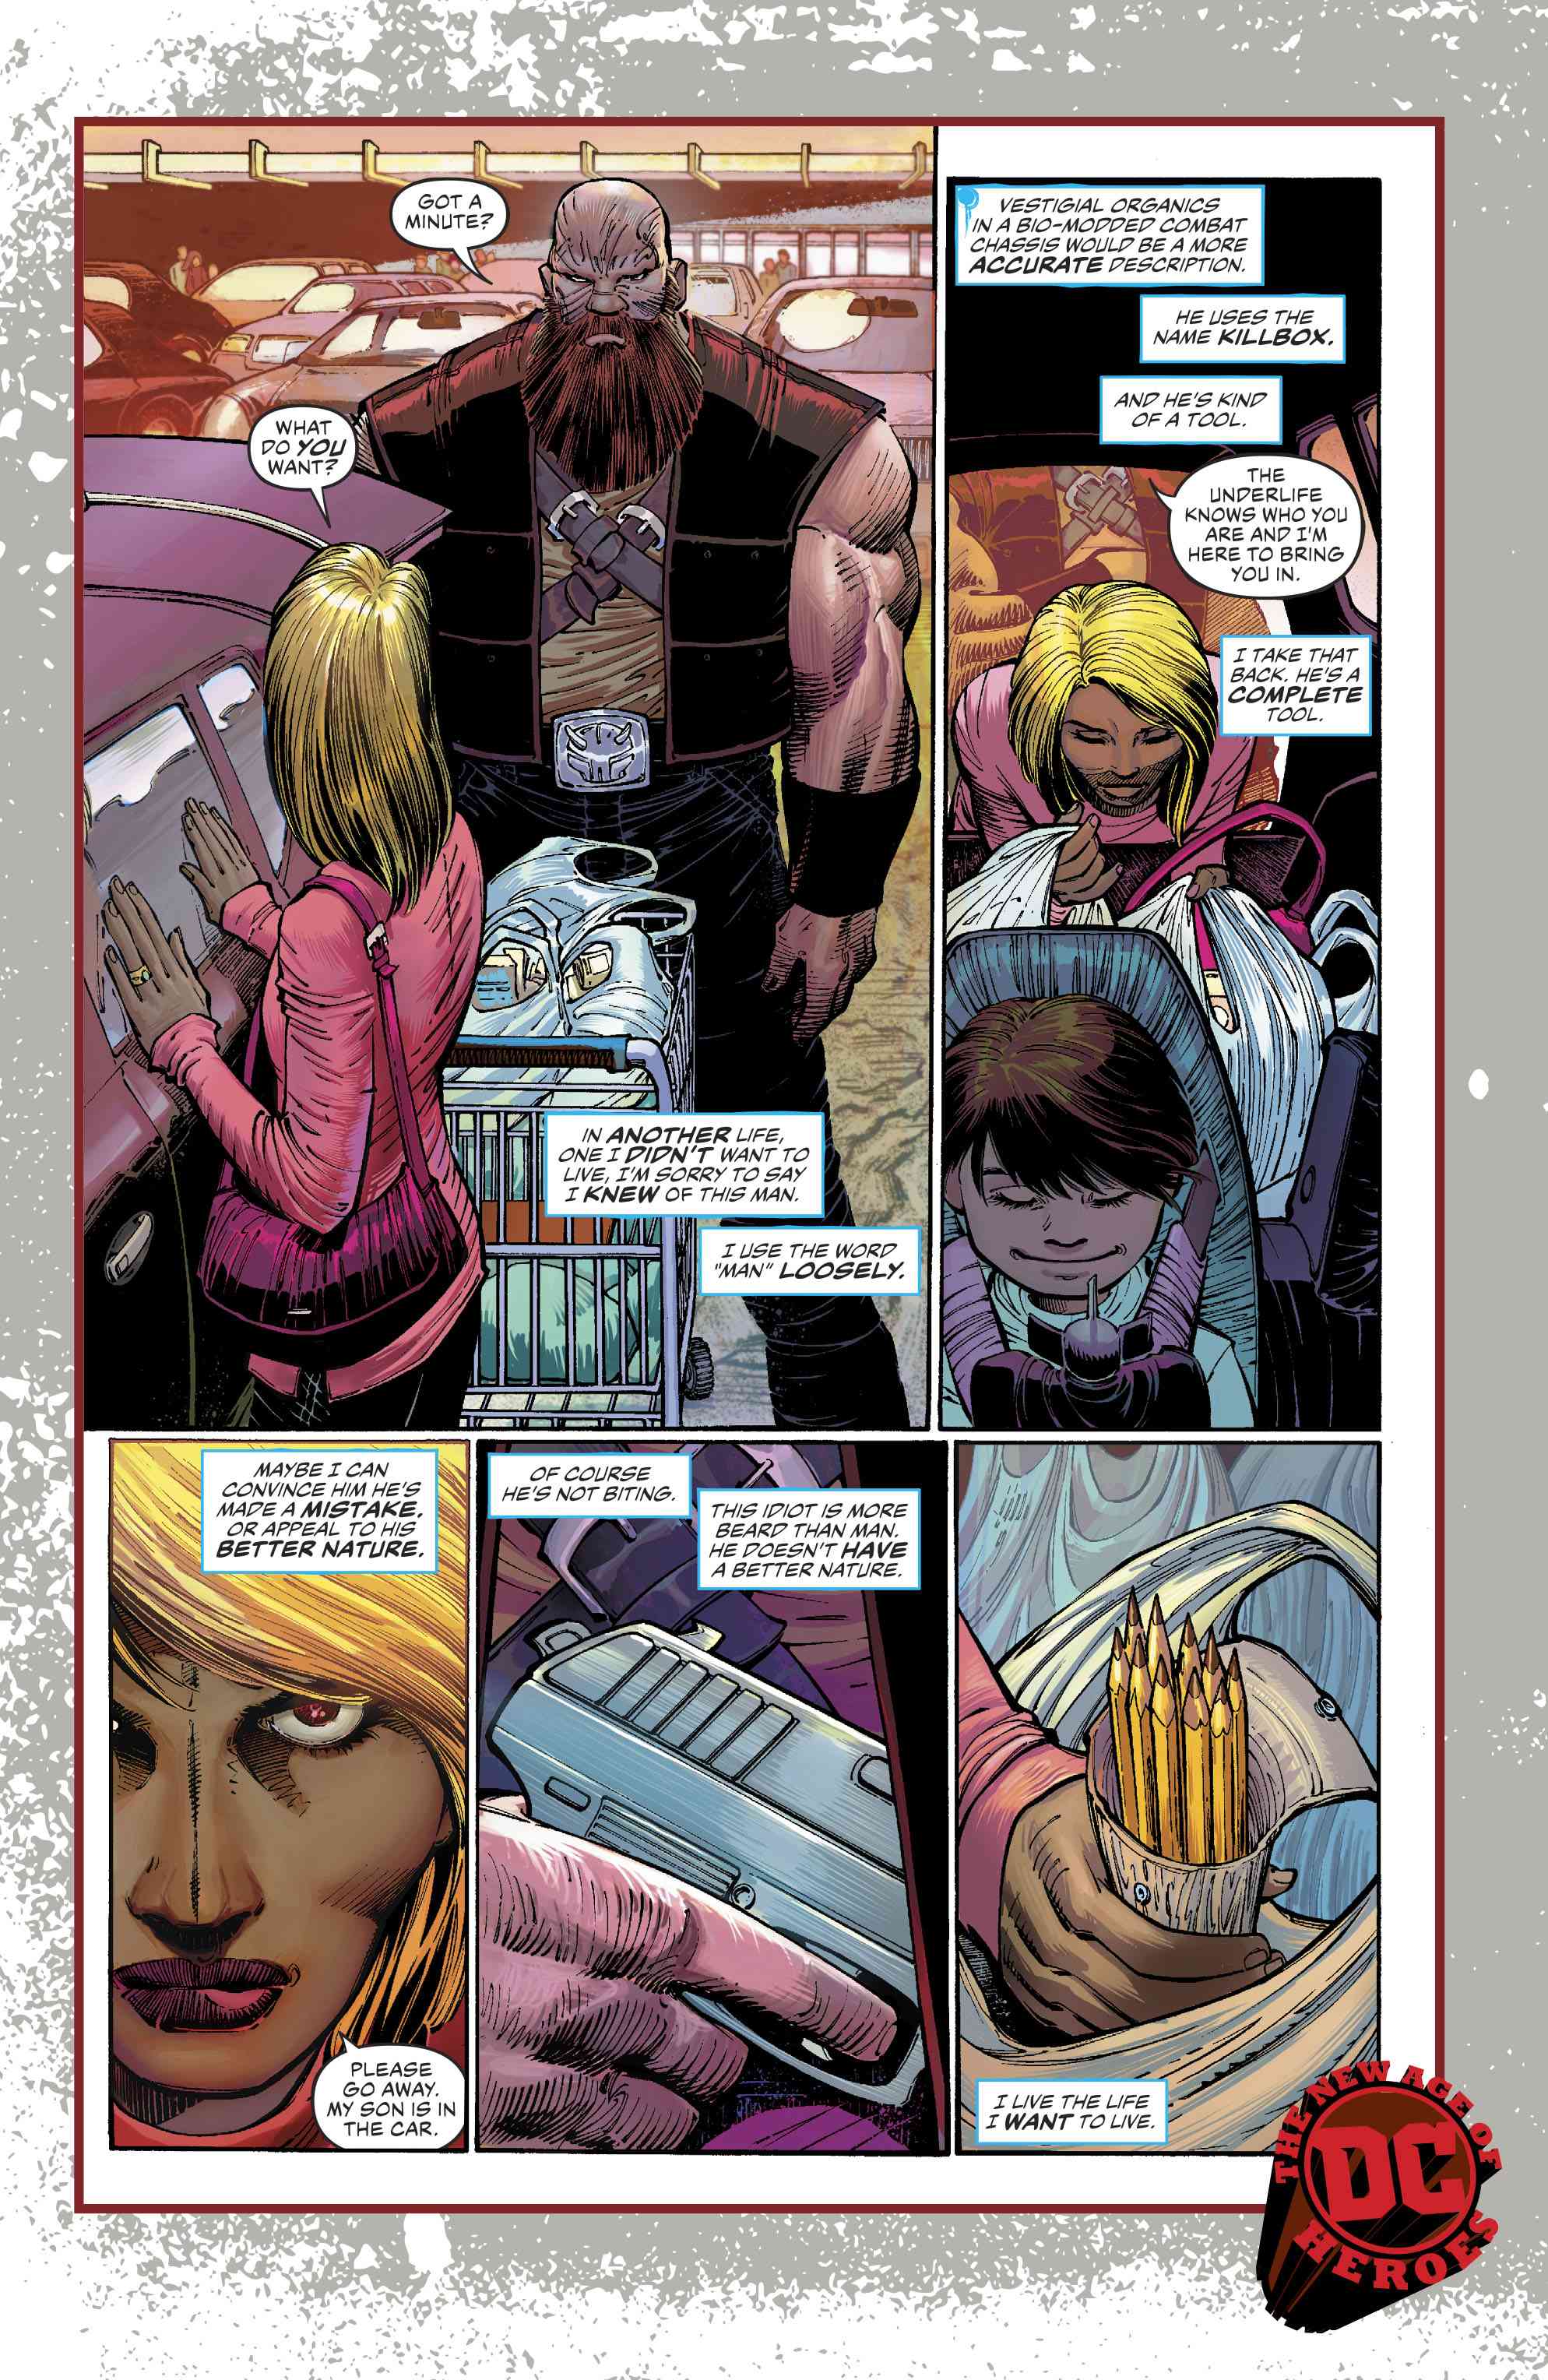 GOT A
MINUTE?
WHAT
DO YOU
WANT?
IN ANOTHER LIFE,
ONE I DIDN'T WANT TO
LIVE, I'M SORRY TO SAY
I KNEW OF THIS MAN.
I USE THE WORD
"MAN" LOOSELY.
VESTIGIAL ORGANICS
IN A BIO-MODDED COMBAT
CHASSIS WOULD BE A MORE
ACCURATE DESCRIPTION.
HE USES THE
NAME KILLBOX.
AND HE'S KIND
OF A TOOL.
THE
UNDERLIFE
KNOWS WHO YOU
ARE AND I'M
HERE TO BRING
YOU IN.
I TAKE THAT
BACK. HE'S A
COMPLETE
TOOL.
MAYBE I CAN
CONVINCE HIM HE'S
MADE A MISTAKE.
OR APPEAL TO HIS
BETTER NATURE.
PLEASE
GO AWAY.
MY SON IS IN
THE CAR.
OF COURSE
HE'S NOT BITING.
THIS IDIOT IS MORE
BEARD THAN MAN.
HE DOESN'T HAVE
A BETTER NATURE.
I LIVE THE LIFE
I WANT TO LIVE.
THE NEW AGE OF
DC
HEROES